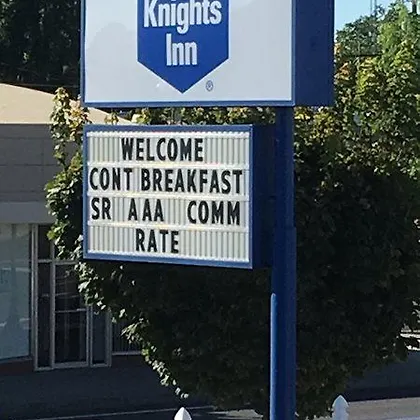 Knights
Inn
®
WELCOME
CONT BREAKFAST
SR AAA COMM
RATE